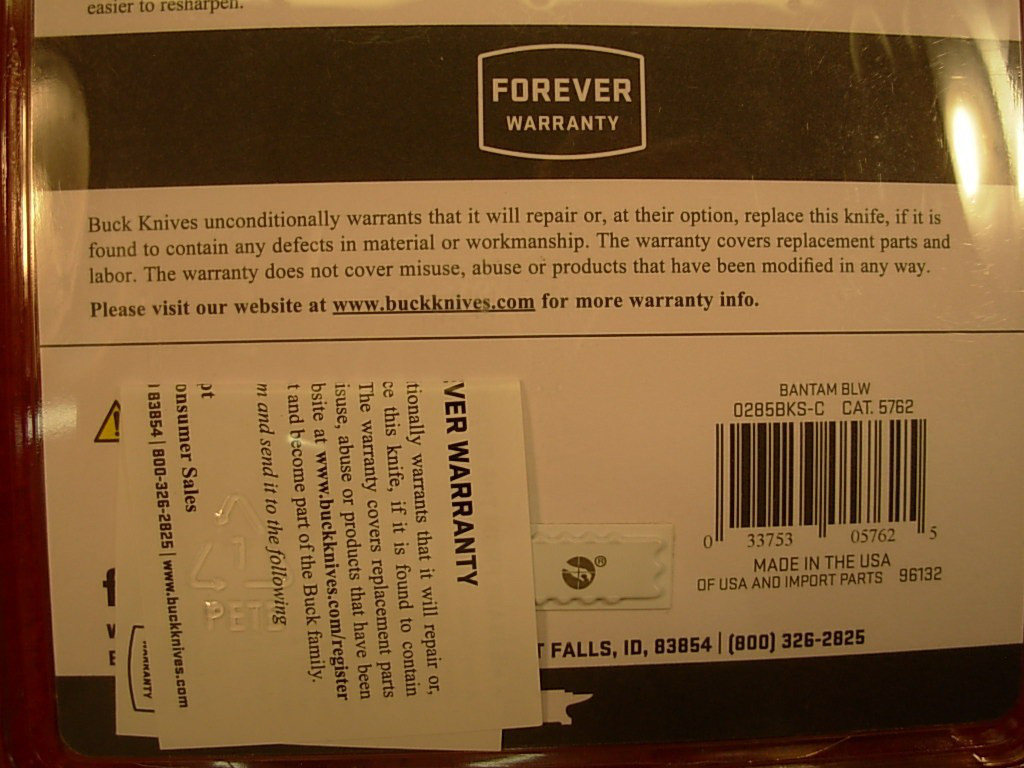 easier to resharpen.
FOREVER
WARRANTY
Buck Knives unconditionally warrants that it will repair or, at their option, replace this knife, if it is
found to contain any defects in material or workmanship. The warranty covers replacement parts and
labor. The warranty does not cover misuse, abuse or products that have been modified in any way.
Please visit our website at www.buckknives.com for more warranty info.
VER WARRANTY
tionally warrants that it will repair or,
ce this knife, if it is found to contain
The warranty covers replacement parts
isuse, abuse or products that have been
bsite at www.buckknives.com/register
t and become part of the Buck family.
m and send it to the following
pt
onsumer Sales
83854 | 800-326-2825 | www.buckknives.com
WARRANTY
1
PETE
®
BANTAM BLW
0285BKS-C CAT. 5762
0 33753 05762 5
MADE IN THE USA
OF USA AND IMPORT PARTS 96132
T FALLS, ID, 83854 | (800) 326-2825